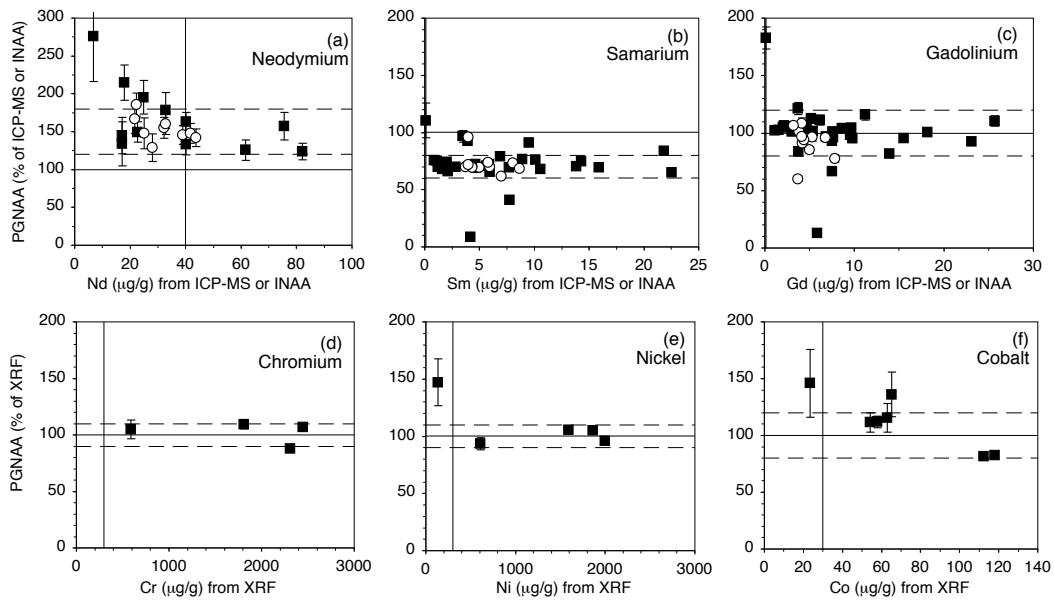 300
250
200
150
100
50
0
PGNAA (% of ICP-MS or INAA)
(a)
Neodymium
0 20 40 60 80 100
Nd (μg/g) from ICP-MS or INAA
200
150
100
50
0
(b)
Samarium
0 5 10 15 20 25
Sm (μg/g) from ICP-MS or INAA
200
150
100
50
0
(c)
Gadolinium
0 10 20 30
Gd (μg/g) from ICP-MS or INAA
200
150
100
50
0
PGNAA (% of XRF)
(d)
Chromium
0 1000 2000 3000
Cr (μg/g) from XRF
200
150
100
50
0
(e)
Nickel
0 1000 2000 3000
Ni (μg/g) from XRF
200
150
100
50
0
(f)
Cobalt
0 20 40 60 80 100 120 140
Co (μg/g) from XRF